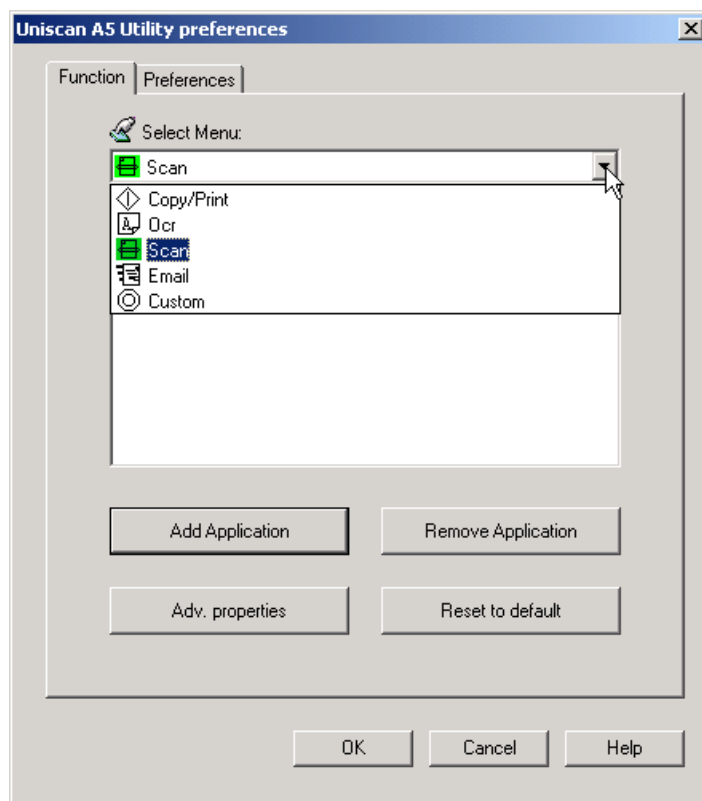 Uniscan A5 Utility preferences
Function Preferences
Select Menu:
Scan
Copy/Print
Ocr
Scan
Email
Custom
Add Application Remove Application
Adv. properties Reset to default
OK Cancel Help